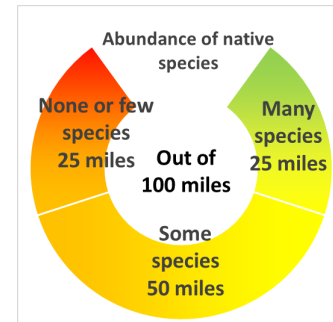 Abundance of native
species
None or few
species
25 miles
Many
species
25 miles
Out of
100 miles
Some
species
50 miles